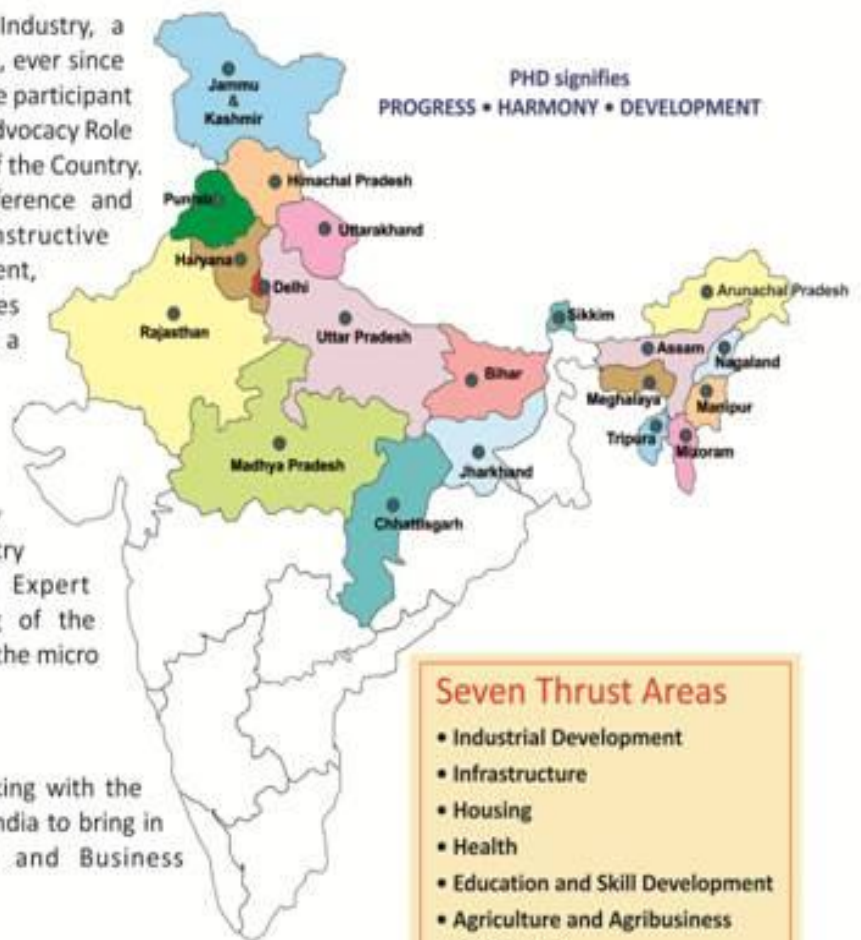 Industry, a
, ever since
participant
Advocacy Role
the Country.
and
nstructive
ent,
es
a
PHD signifies
PROGRESS • HARMONY • DEVELOPMENT
Jammu
&
Kashmir
Himachal Pradesh
Punjab
Uttarakhand
Haryana
Delhi
Rajasthan
Uttar Pradesh
Bihar
Sikkim
Arunachal Pradesh
Assam
Nagaland
Meghalaya
Manipur
Tripura
Mizoram
Madhya Pradesh
Jharkhand
Chhattisgarh
try
Expert
of the
the micro
king with the
ndia to bring in
and Business
Seven Thrust Areas
• Industrial Development
• Infrastructure
• Housing
• Health
• Education and Skill Development
• Agriculture and Agribusiness